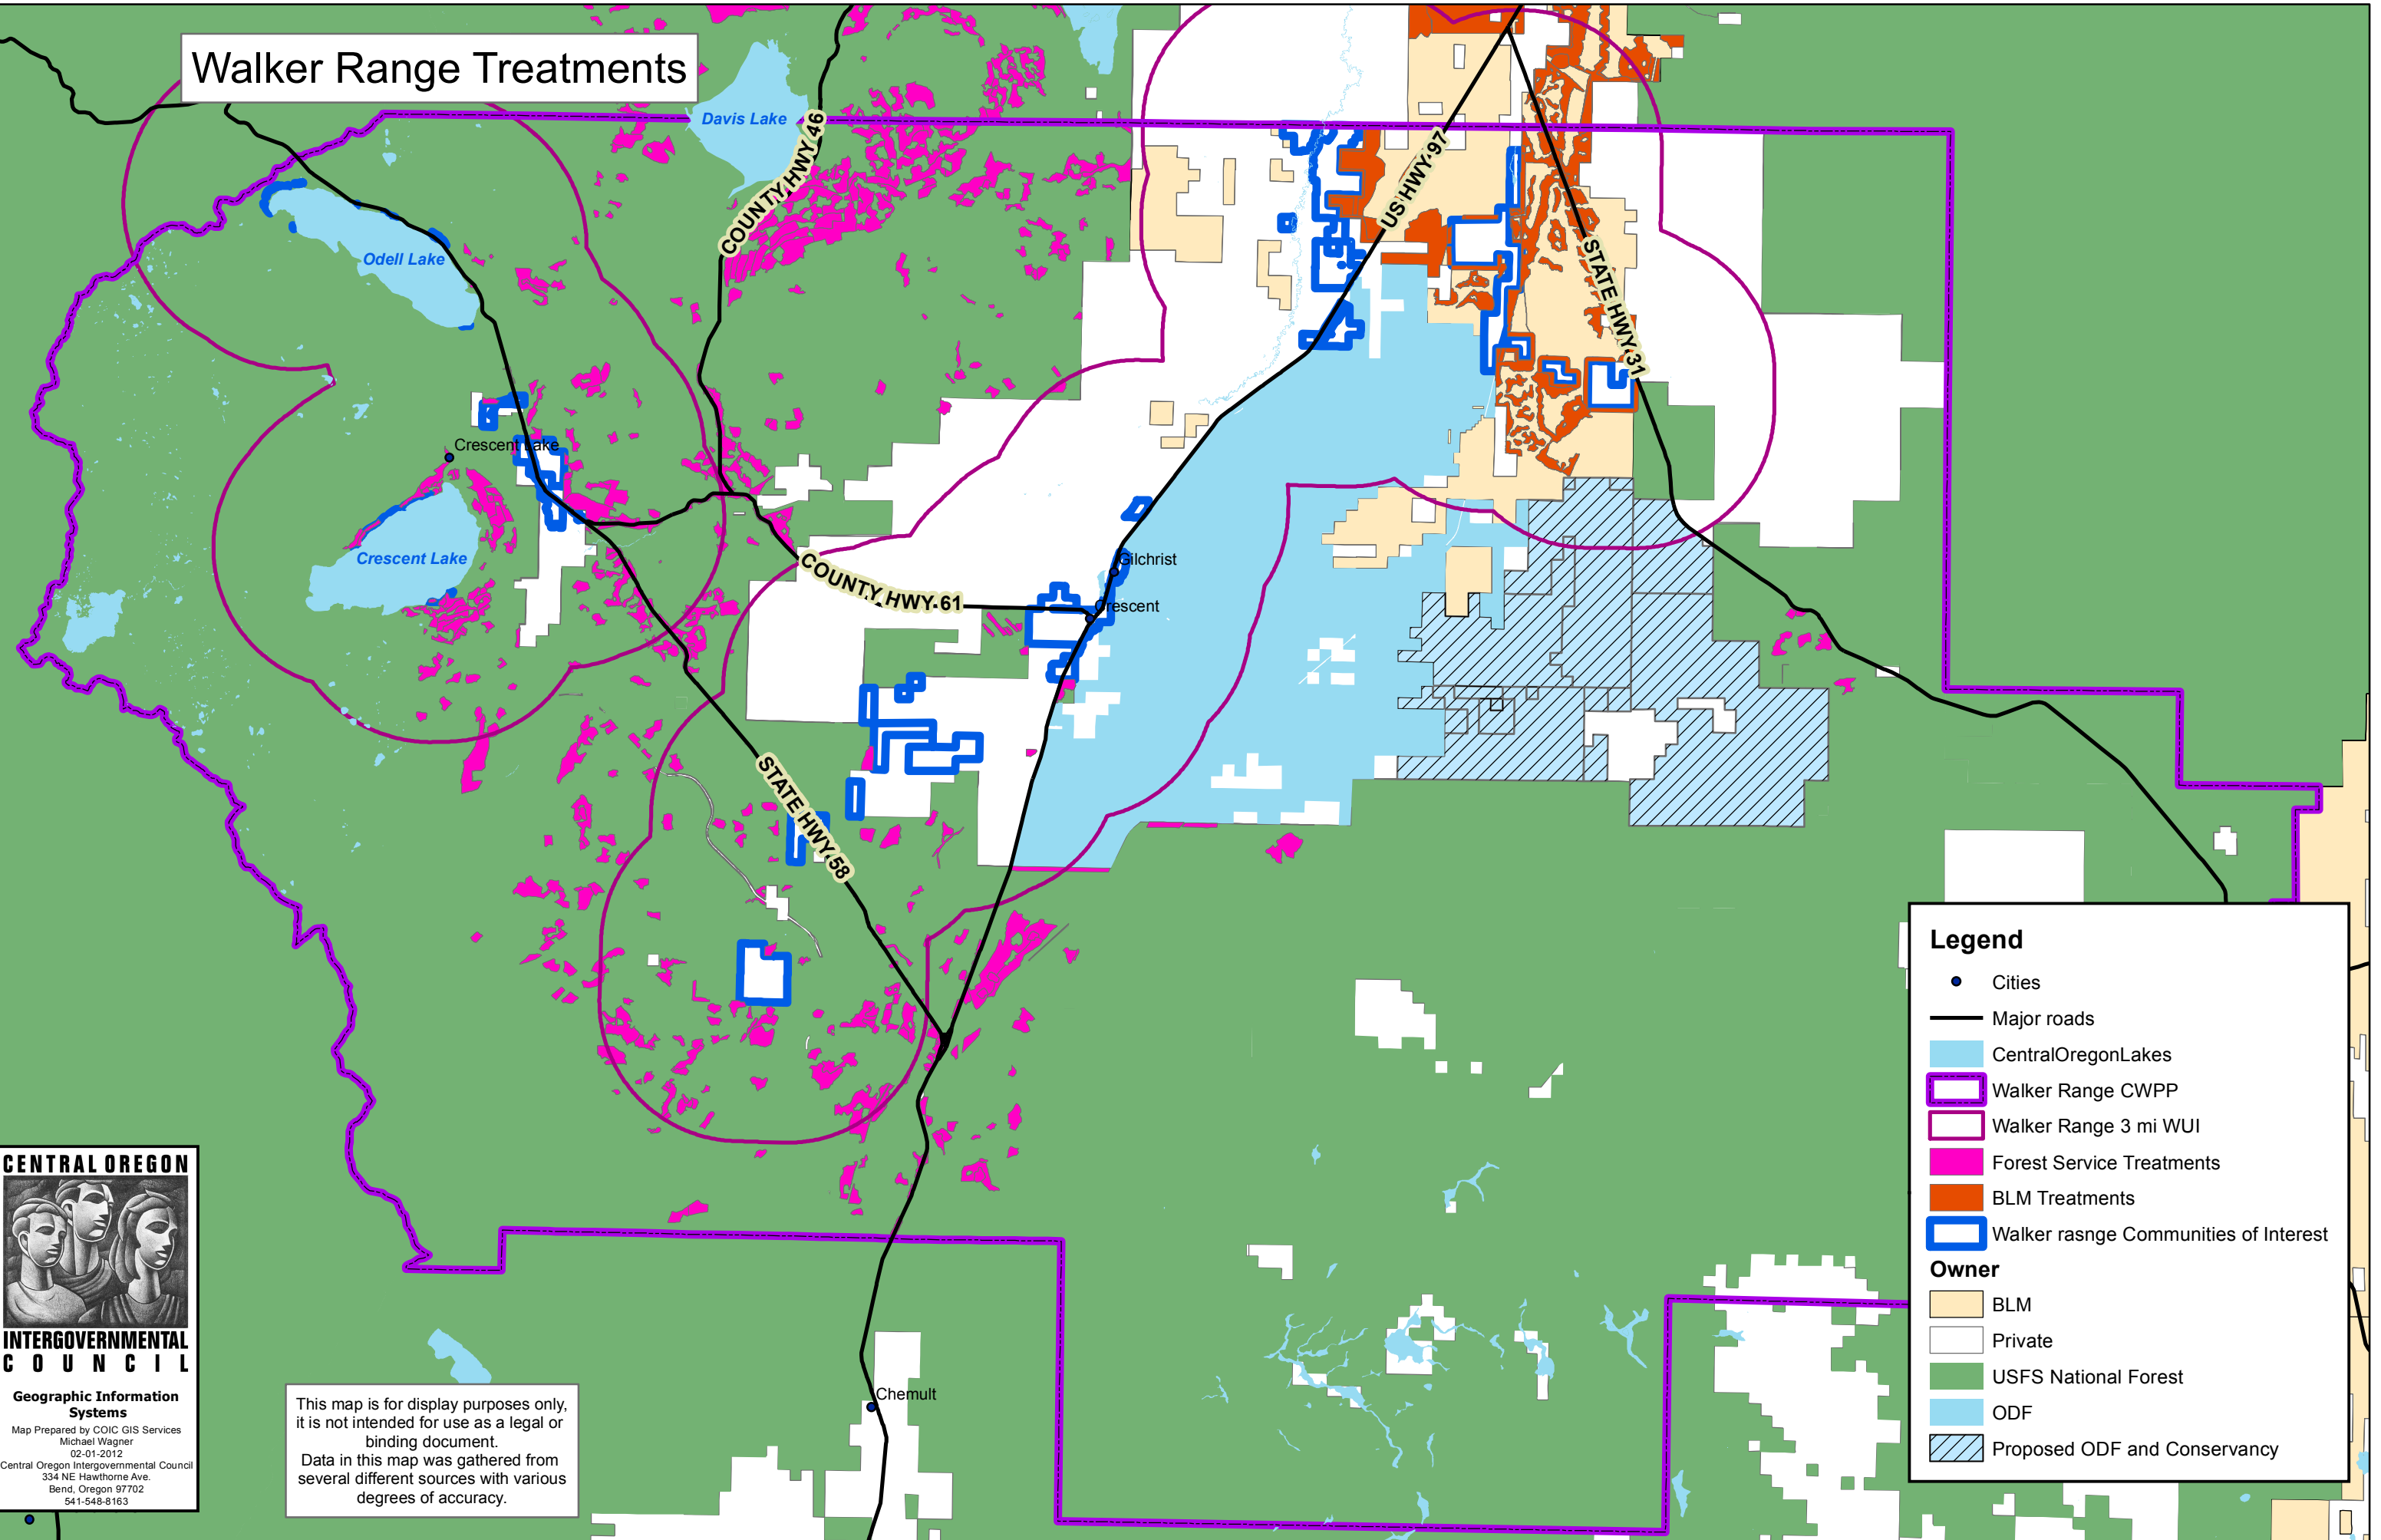 Walker Range Treatments
Davis Lake
COUNTY HWY 46
US HWY 97
STATE HWY 31
Odell Lake
Crescent Lake
Crescent Lake
COUNTY HWY 61
Gilchrist
Crescent
STATE HWY 58
Chemult
Legend
Cities
Major roads
CentralOregonLakes
Walker Range CWPP
Walker Range 3 mi WUI
Forest Service Treatments
BLM Treatments
Walker rasnge Communities of Interest
Owner
BLM
Private
USFS National Forest
ODF
Proposed ODF and Conservancy
CENTRAL OREGON
INTERGOVERNMENTAL
COUNCIL
Geographic Information
Systems
Map Prepared by COIC GIS Services
Michael Wagner
02-01-2012
Central Oregon Intergovernmental Council
334 NE Hawthorne Ave.
Bend, Oregon 97702
541-548-8163
This map is for display purposes only,
it is not intended for use as a legal or
binding document.
Data in this map was gathered from
several different sources with various
degrees of accuracy.